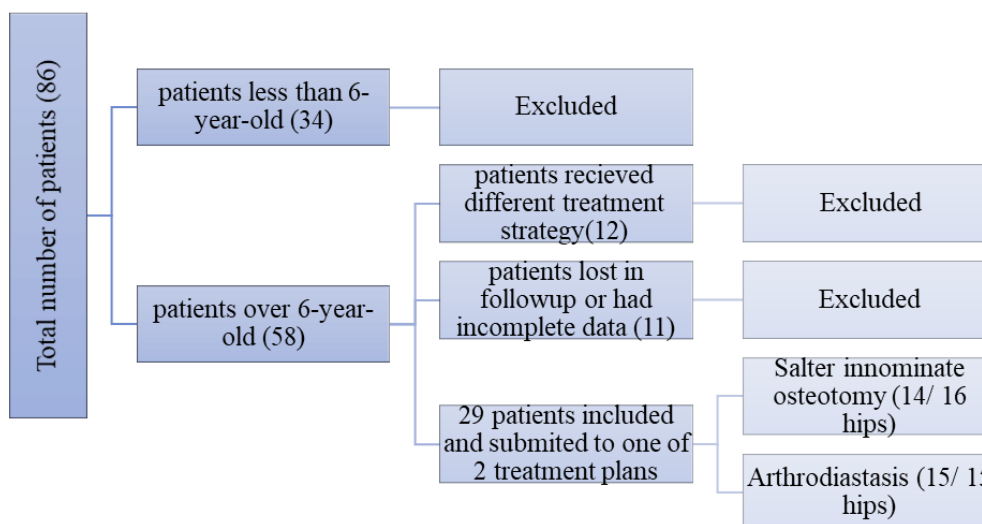 Total number of patients (86)
patients less than 6-
year-old (34)
Excluded
patients recieved
different treatment
strategy(12)
Excluded
patients over 6-year-
old (58)
patients lost in
followup or had
incomplete data (11)
Excluded
29 patients included
and submited to one of
2 treatment plans
Salter innominate
osteotomy (14/ 16
hips)
Arthrodiastasis (15/
hips)